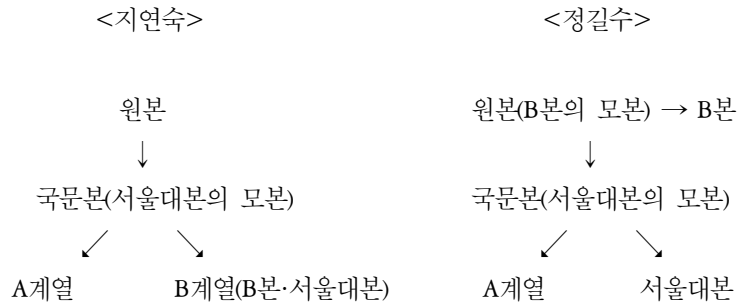 <지연숙> <정길수>
원본 원본(B본의 모본) → B본
↓ ↓
국문본(서울대본의 모본) 국문본(서울대본의 모본)
↙ ↘ ↙ ↘
A계열 B계열(B본·서울대본) A계열 서울대본